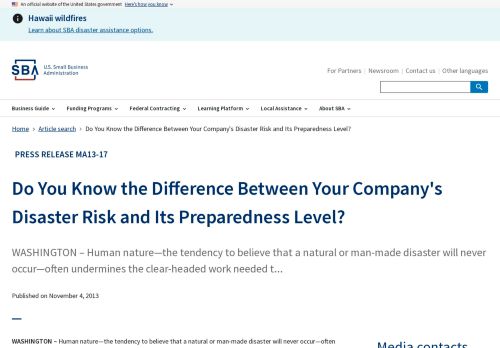 An official website of the United States government Here's how you know
Hawaii wildfires
Learn about SBA disaster assistance options.
SBA U.S. Small Business
Administration
For Partners | Newsroom | Contact us | Other languages
Business Guide Funding Programs Federal Contracting Learning Platform Local Assistance About SBA
Home > Article search > Do You Know the Difference Between Your Company's Disaster Risk and Its Preparedness Level?
PRESS RELEASE MA13-17
Do You Know the Difference Between Your Company's
Disaster Risk and Its Preparedness Level?
WASHINGTON – Human nature—the tendency to believe that a natural or man-made disaster will never
occur—often undermines the clear-headed work needed t...
Published on November 4, 2013
WASHINGTON – Human nature—the tendency to believe that a natural or man-made disaster will never occur—often
Media contacts